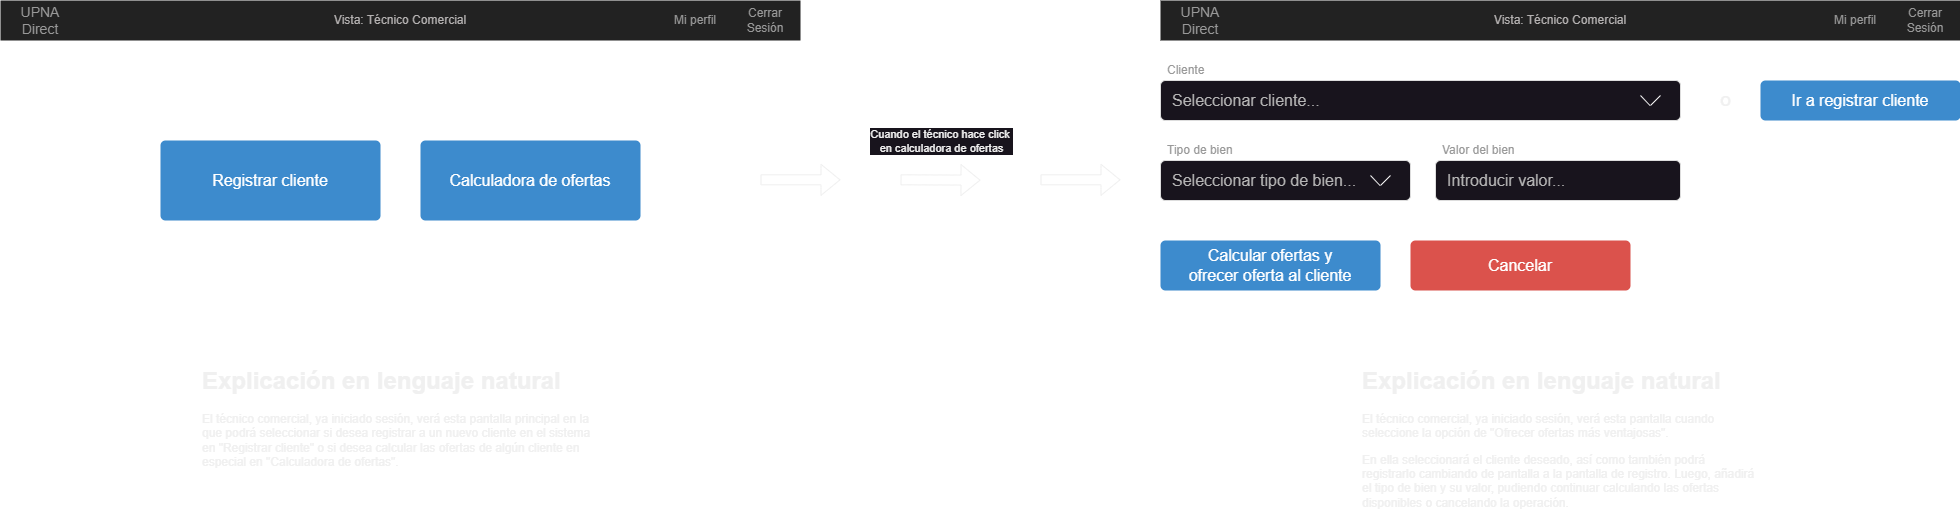 UPNA
Direct
Vista: Técnico Comercial
Mi perfil
Cerrar
Sesión
Registrar cliente
Calculadora de ofertas
Explicación en lenguaje natural
El técnico comercial, ya iniciado sesión, verá esta pantalla principal en la
que podrá seleccionar si desea registrar a un nuevo cliente en el sistema
en "Registrar cliente" o si desea calcular las ofertas de algún cliente en
especial en "Calculadora de ofertas".
Cuando el técnico hace click
en calculadora de ofertas
UPNA
Direct
Vista: Técnico Comercial
Mi perfil
Cerrar
Sesión
Cliente
Seleccionar cliente...
o
Ir a registrar cliente
Tipo de bien
Valor del bien
Seleccionar tipo de bien...
Introducir valor...
Calcular ofertas y
ofrecer oferta al cliente
Cancelar
Explicación en lenguaje natural
El técnico comercial, ya iniciado sesión, verá esta pantalla cuando
seleccione la opción de "Ofrecer ofertas más ventajosas".
En ella seleccionará el cliente deseado, así como también podrá
registrarlo cambiando de pantalla a la pantalla de registro. Luego, añadirá
el tipo de bien y su valor, pudiendo continuar calculando las ofertas
disponibles o cancelando la operación.